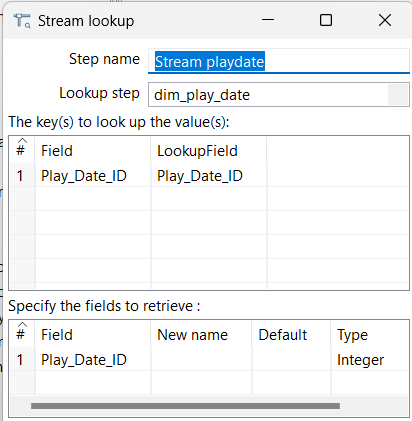 Stream lookup
Step name Stream playdate
Lookup step dim_play_date
The key(s) to look up the value(s):
# Field LookupField
1 Play_Date_ID Play_Date_ID
Specify the fields to retrieve :
# Field New name Default Type
1 Play_Date_ID Integer